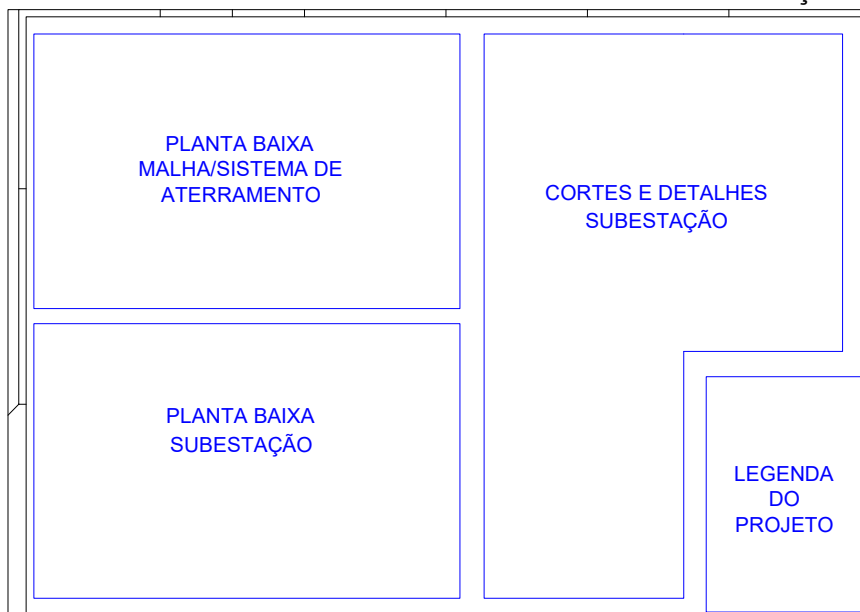 PLANTA BAIXA
MALHA/SISTEMA DE
ATERRAMENTO
CORTES E DETALHES
SUBESTAÇÃO
PLANTA BAIXA
SUBESTAÇÃO
LEGENDA
DO
PROJETO